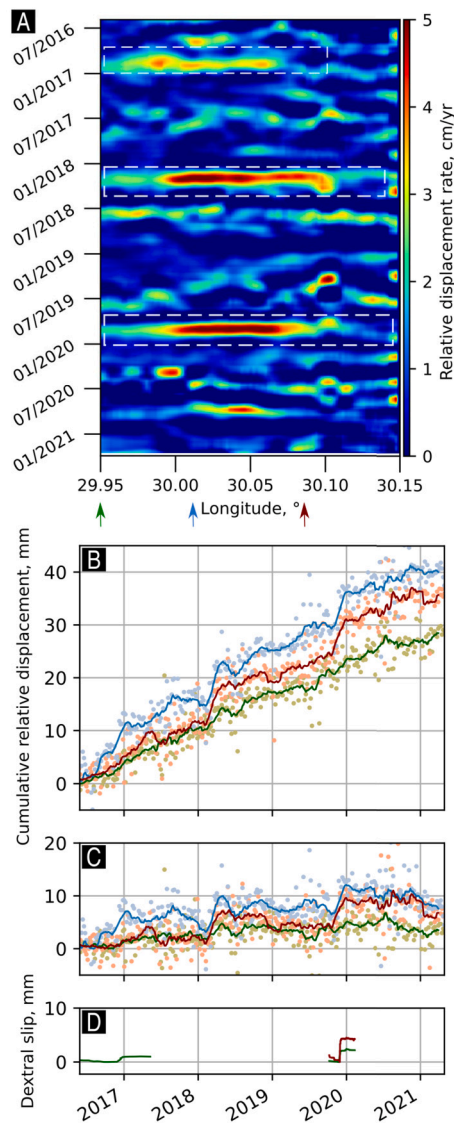 A
07/2016
01/2017
07/2017
01/2018
07/2018
01/2019
07/2019
01/2020
07/2020
01/2021
29.95 30.00 30.05 30.10 30.15
Longitude, °
5
4
3
2
1
0
Relative displacement rate, cm/yr
B
Cumulative relative displacement, mm
40
30
20
10
0
C
20
10
0
D
Dextral slip, mm
10
0
2017 2018 2019 2020 2021